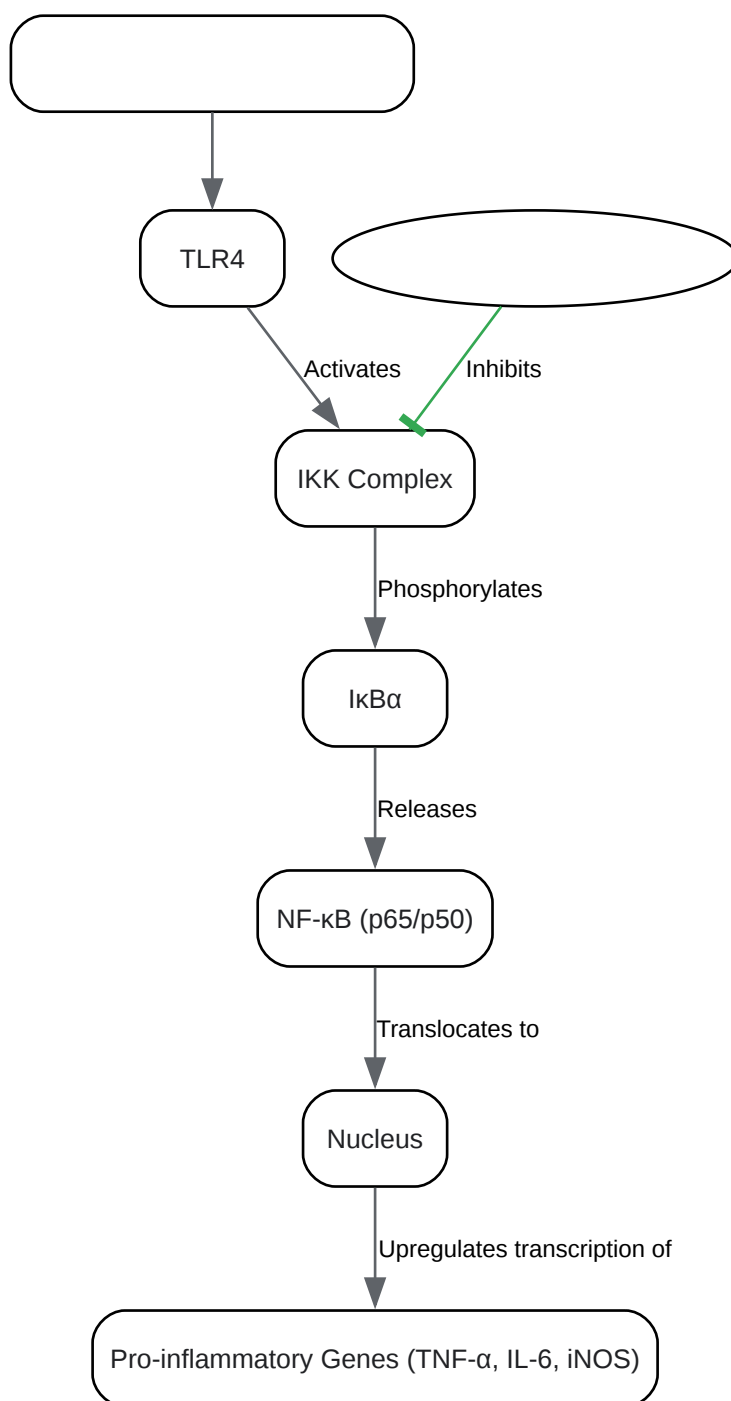 TLR4
Activates
Inhibits
IKK Complex
Phosphorylates
IκBα
Releases
NF-κB (p65/p50)
Translocates to
Nucleus
Upregulates transcription of
Pro-inflammatory Genes (TNF-α, IL-6, iNOS)